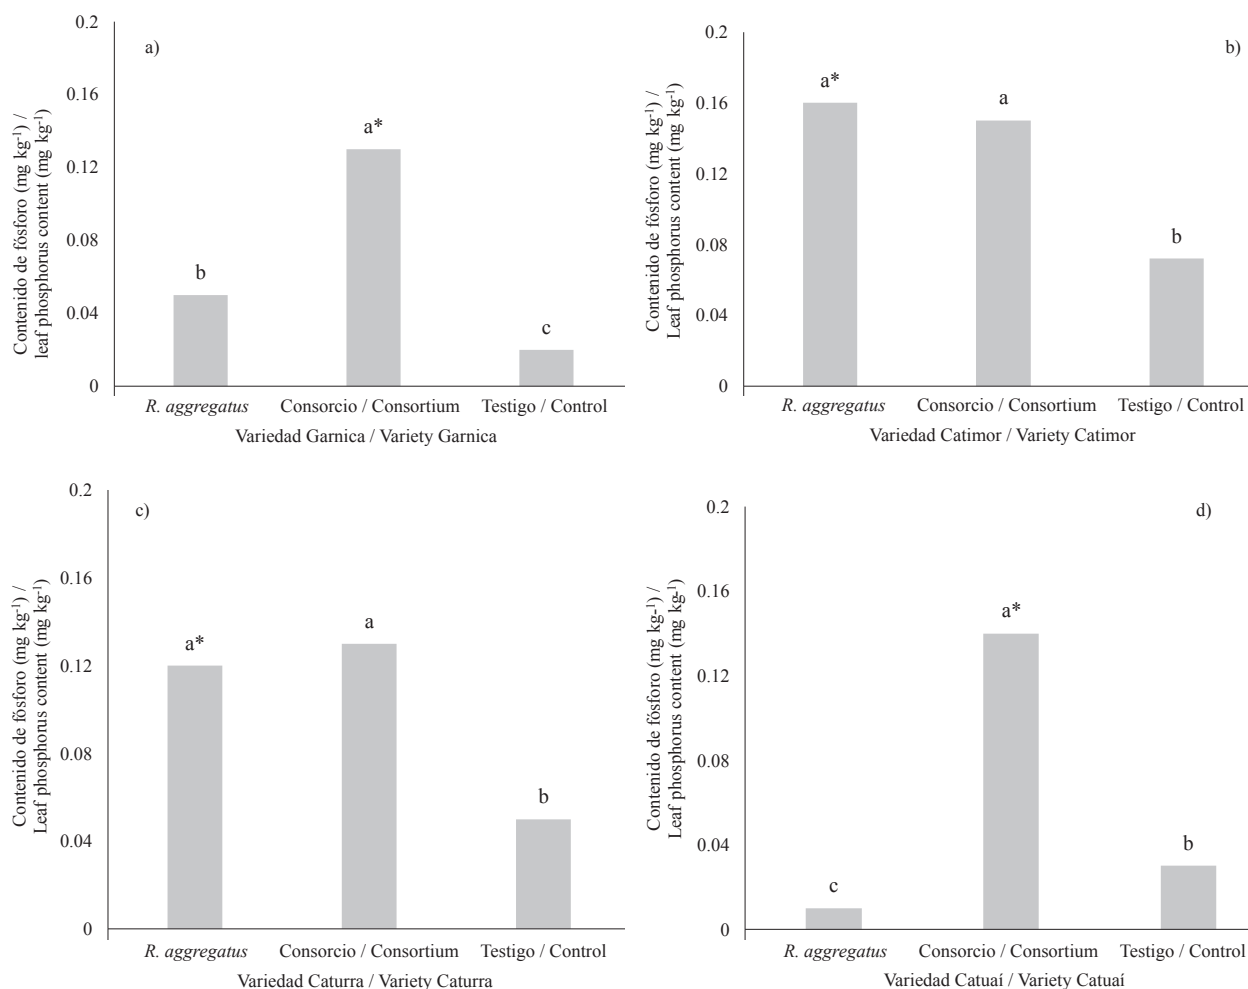 a)
Contenido de fósforo (mg kg-1) /
leaf phosphorus content (mg kg-1)
0.2
0.16
0.12
0.08
0.04
0
b
a*
c
R. aggregatus
Consorcio / Consortium
Testigo / Control
Variedad Garnica / Variety Garnica
b)
Contenido de fósforo (mg kg-1) /
Leaf phosphorus content (mg kg-1)
0.2
0.16
0.12
0.08
0.04
0
a*
a
b
R. aggregatus
Consorcio / Consortium
Testigo / Control
Variedad Catimor / Variety Catimor
c)
Contenido de fósforo (mg kg-1) /
Leaf phosphorus content (mg kg-1)
0.2
0.16
0.12
0.08
0.04
0
a*
a
b
R. aggregatus
Consorcio / Consortium
Testigo / Control
Variedad Caturra / Variety Caturra
d)
Contenido de fósforo (mg kg-1) /
Leaf phosphorus content (mg kg-1)
0.2
0.16
0.12
0.08
0.04
0
c
a*
b
R. aggregatus
Consorcio / Consortium
Testigo / Control
Variedad Catuaí / Variety Catuaí